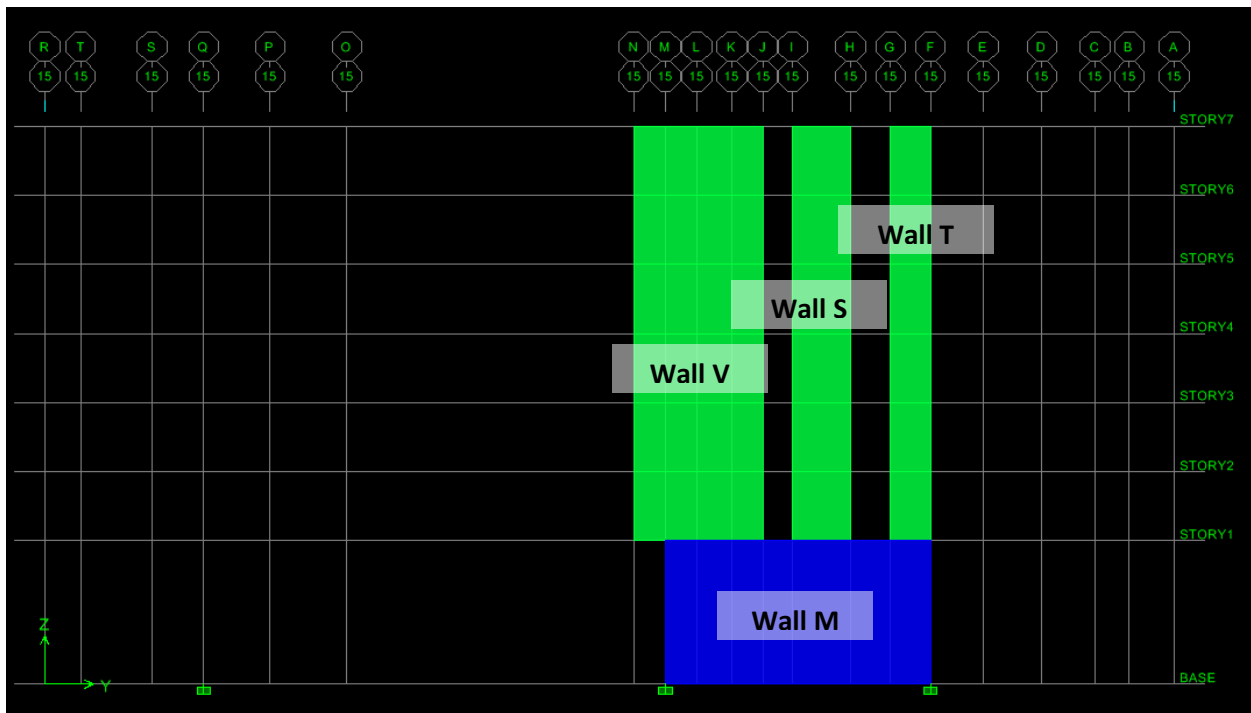 R T S Q P O N M L K J I H G F E D C B A
15 15 15 15 15 15 15 15 15 15 15 15 15 15 15 15 15 15 15 15
STORY7
STORY6
Wall T
STORY5
Wall S
STORY4
Wall V
STORY3
STORY2
STORY1
Wall M
Z
BASE
Y